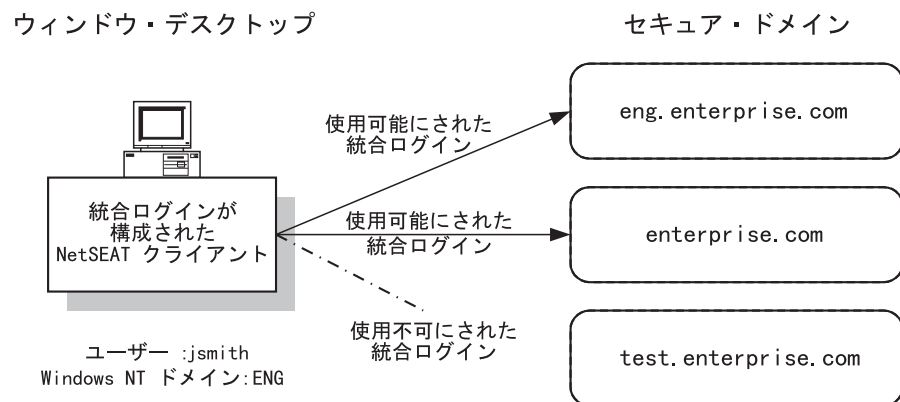 ウィンドウ・デスクトップ
セキュア・ドメイン
使用可能にされた
統合ログイン
eng.enterprise.com
統合ログインが
構成された
NetSEAT クライアント
使用可能にされた
統合ログイン
enterprise.com
使用不可にされた
統合ログイン
test.enterprise.com
ユーザー :jsmith
Windows NT ドメイン:ENG